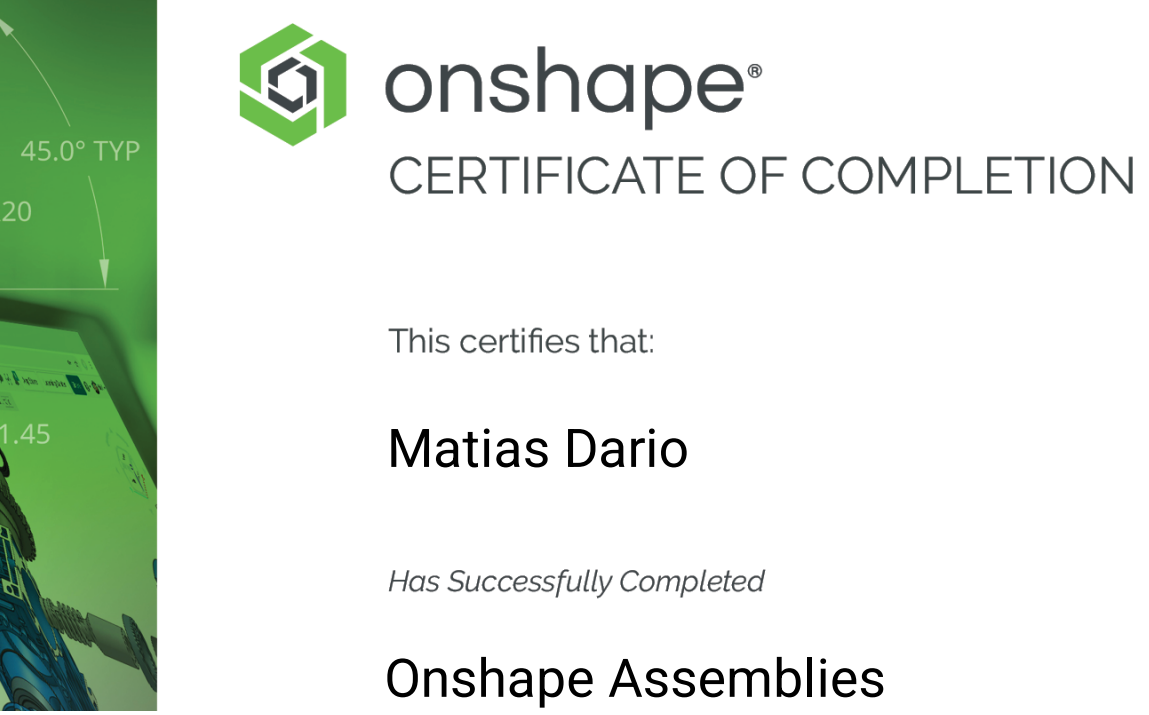 onshape®
CERTIFICATE OF COMPLETION
45.0° TYP
20
This certifies that:
1.45
Matias Dario
Has Successfully Completed
Onshape Assemblies